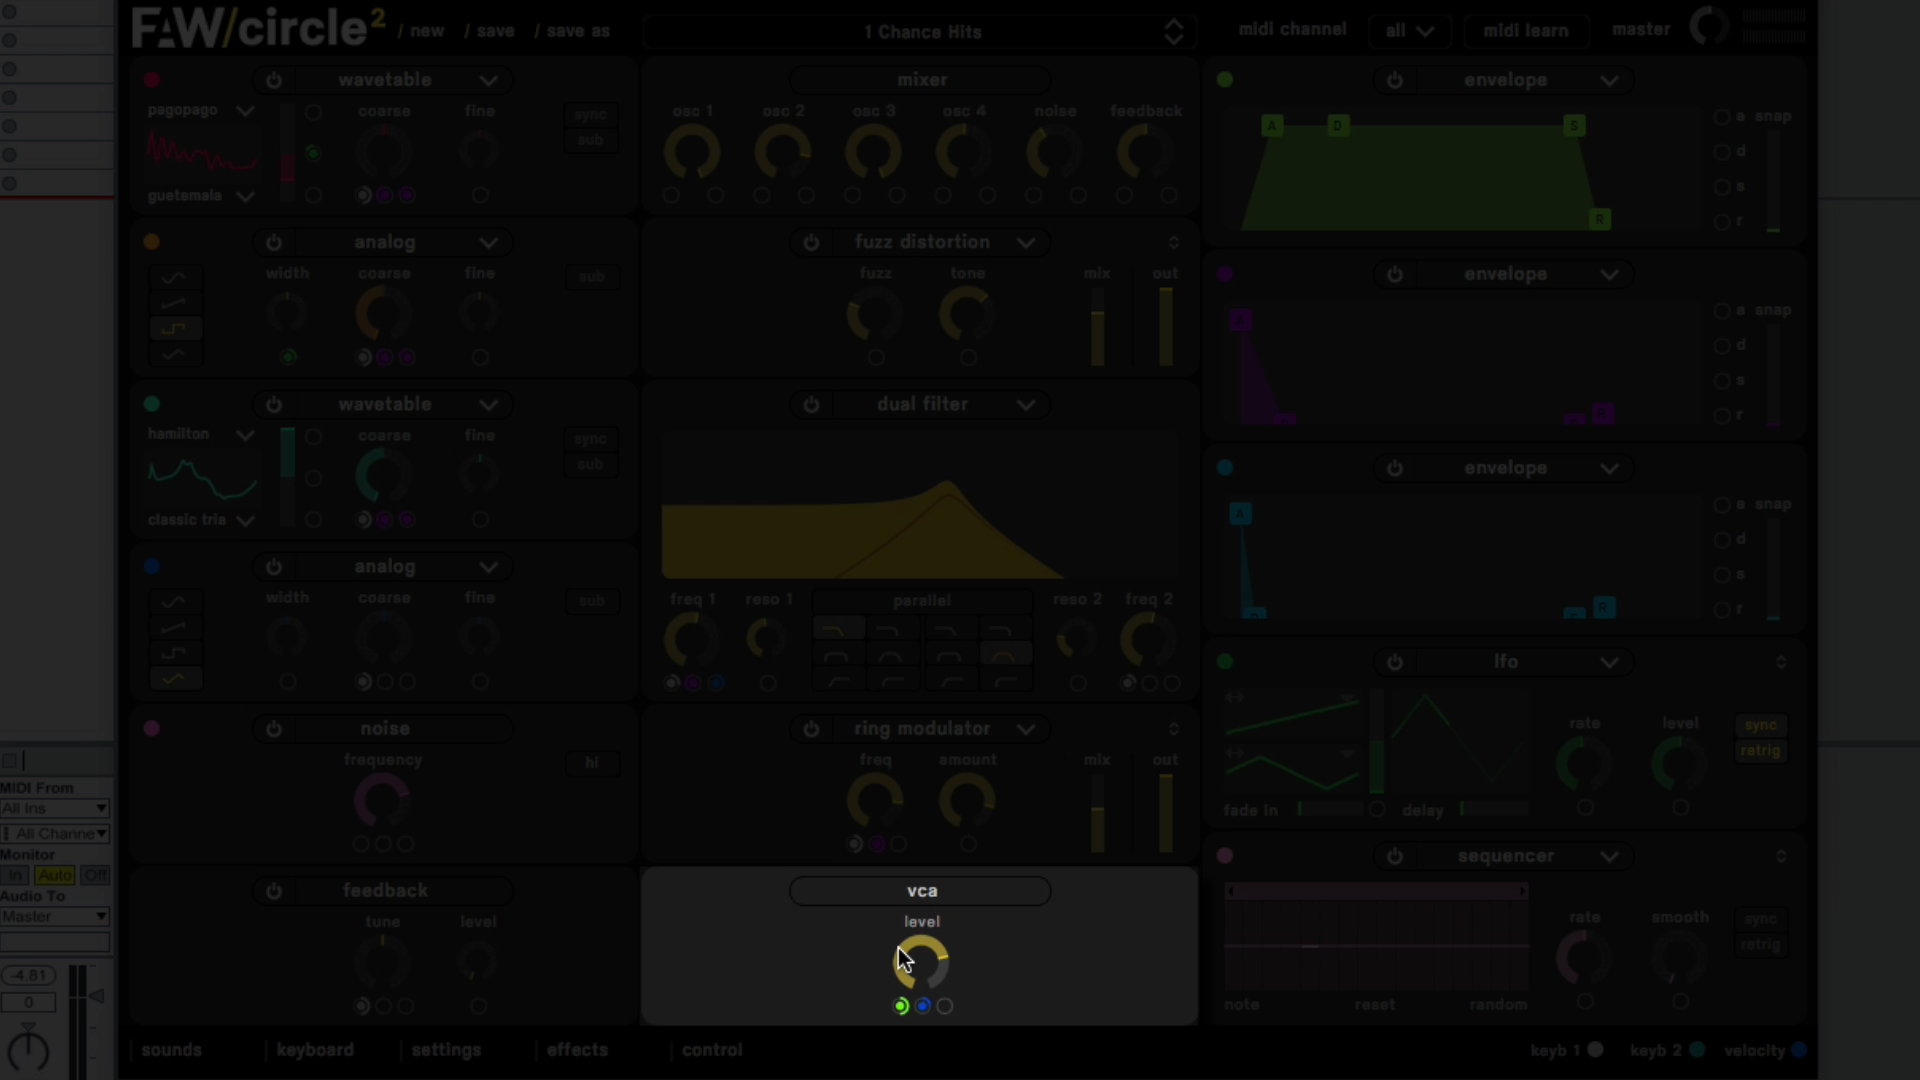 FAW/circle²
/ new / save / save as
1 Chance Hits
midi channel all midi learn master
wavetable
pagopago coarse fine sync
sub
guetemala
analog
width coarse fine sub
wavetable
hamilton coarse fine sync
sub
classic tria
analog
width coarse fine sub
noise
frequency hi
feedback
tune level
mixer
osc 1 osc 2 osc 3 osc 4 noise feedback
fuzz distortion
fuzz tone mix out
dual filter
freq 1 reso 1 parallel reso 2 freq 2
ring modulator
freq amount mix out
vca
level
envelope
A D S a snap
d
s
R r
envelope
A a snap
d
s
r
envelope
A a snap
d
s
R r
lfo
rate level sync
retrig
fade in delay
sequencer
rate smooth sync
retrig
note reset random
MIDI From
All Ins
All Channe
Monitor
In Auto Off
Audio To
Master
-4.81
0
sounds keyboard settings effects control
keyb 1 keyb 2 velocity